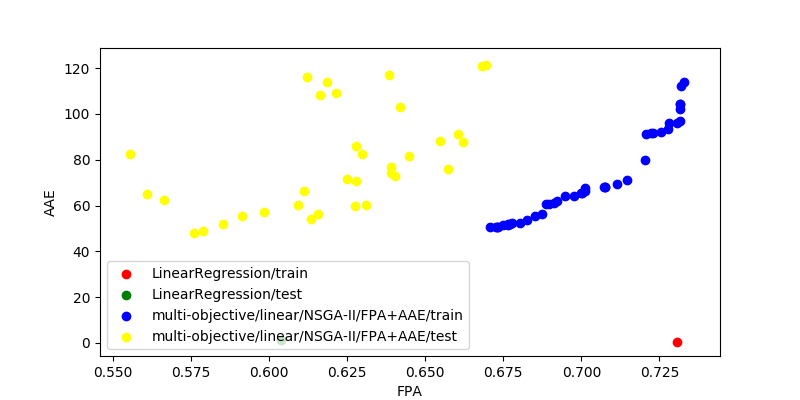 120
100
80
60
40
20
0
AAE
LinearRegression/train
LinearRegression/test
multi-objective/linear/NSGA-II/FPA+AAE/train
multi-objective/linear/NSGA-II/FPA+AAE/test
0.550 0.575 0.600 0.625 0.650 0.675 0.700 0.725
FPA